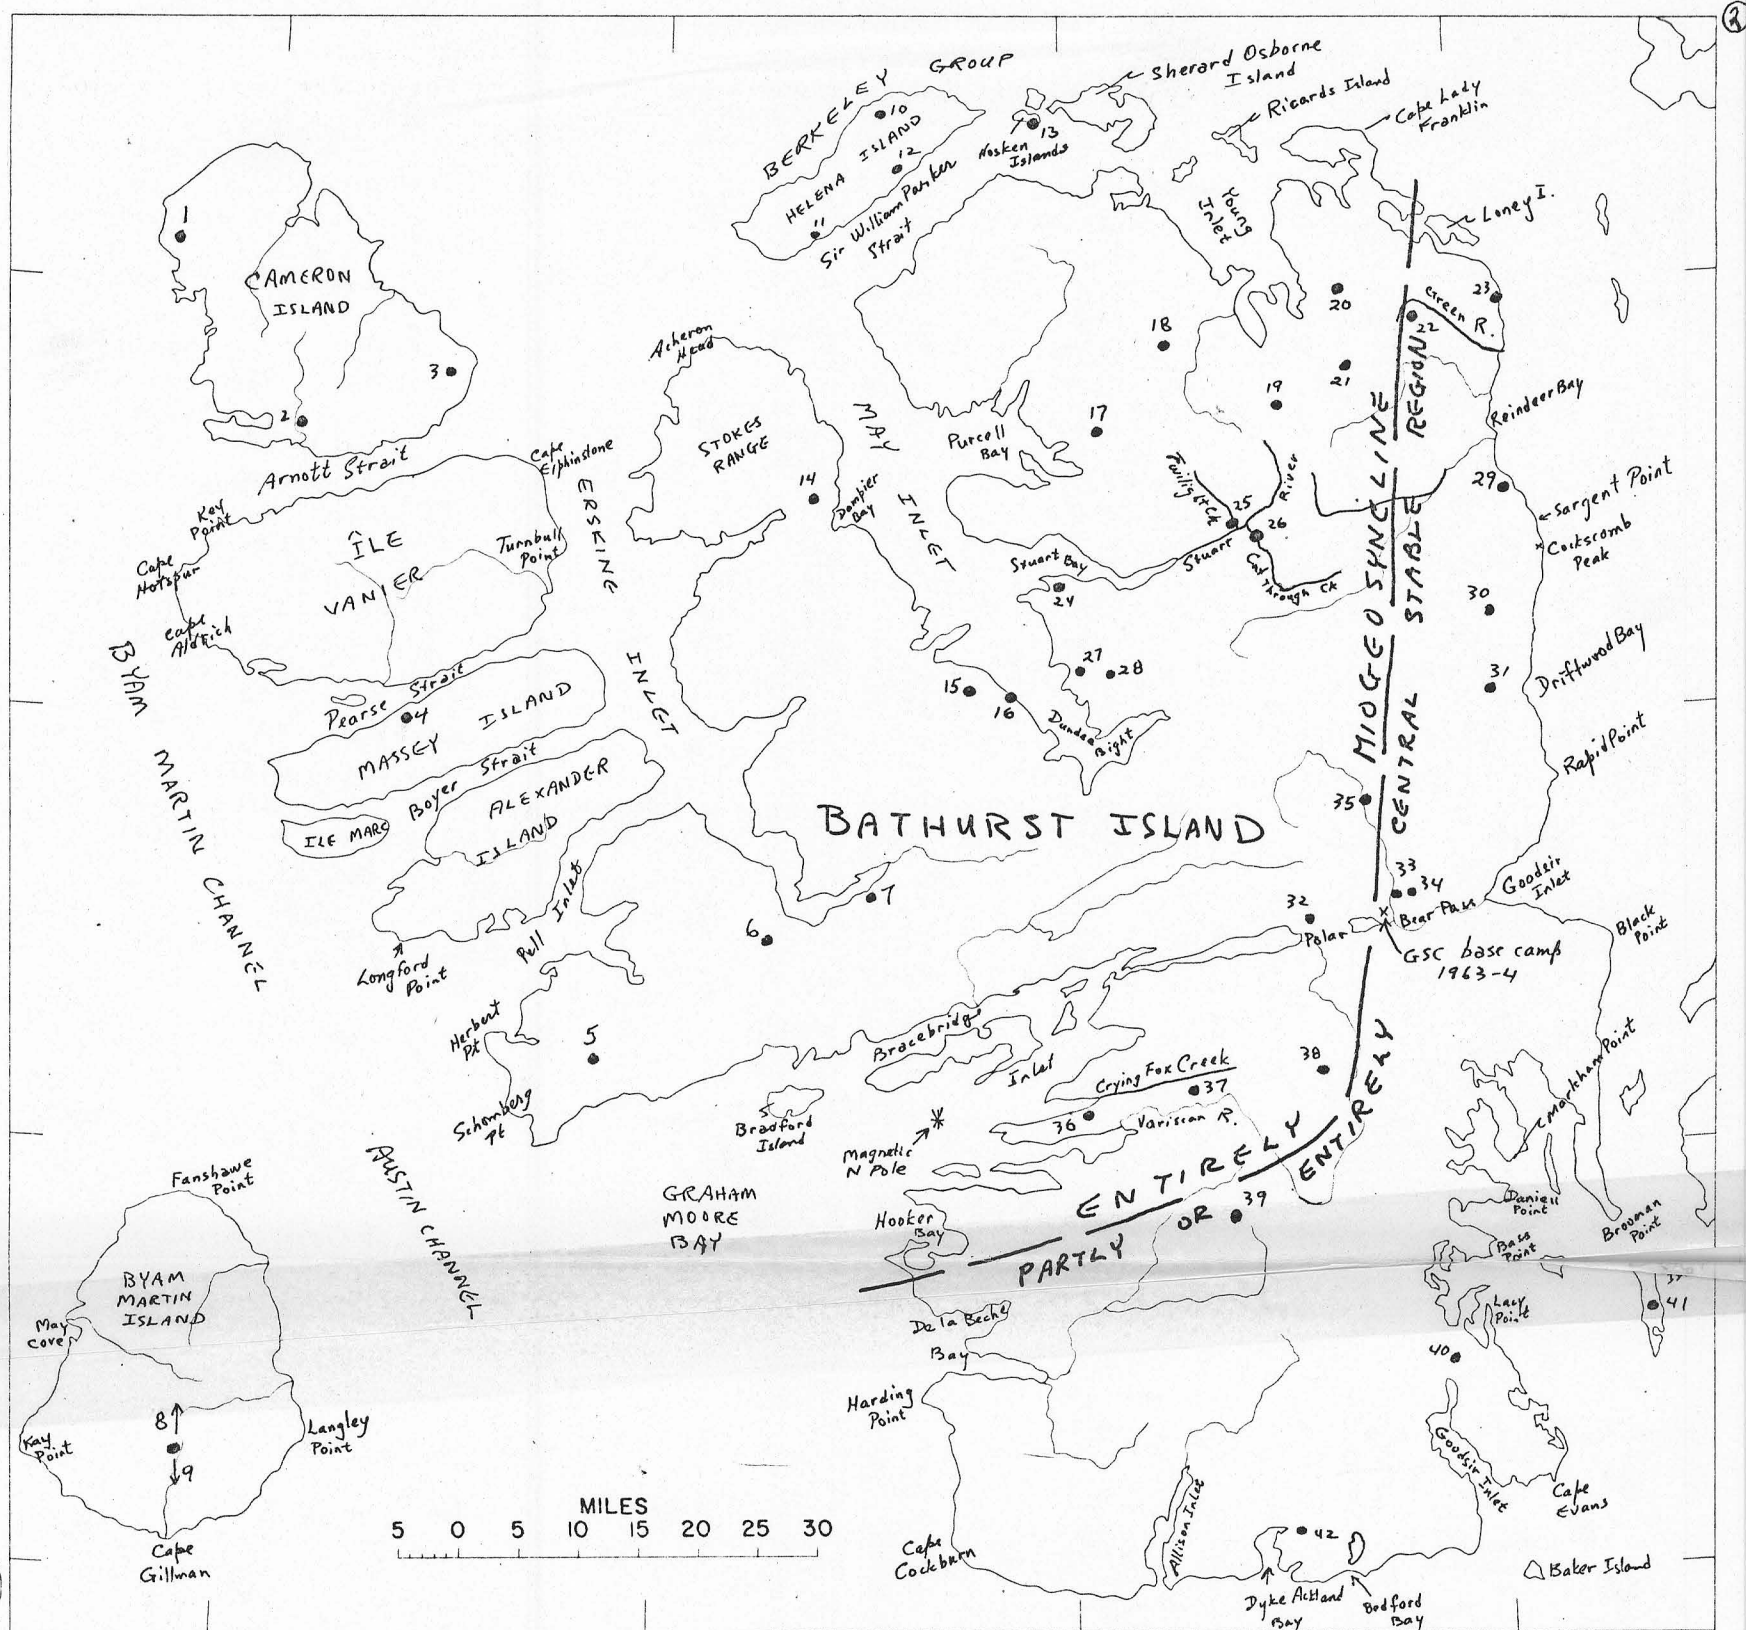 2
BERKELEY GROUP
Sherard Osborne
Island
Ricards Island
Cape Lady
Franklin
10
HELENA ISLAND
12
11
13
Hosken
Islands
Sir William Parker
Strait
Young
Inlet
Loney I.
1
CAMERON
ISLAND
3
2
Arnott Strait
Acheron
Head
STOKES
RANGE
14
Dampier
Bay
MAY INLET
Purcell
Bay
17
18
19
20
21
22
23
Green R.
Reindeer Bay
Key
Point
Cape
Elphinstone
ERSKINE INLET
Cape
Hotspur
ÎLE
VANIER
Turnbull
Point
Cape
Aldrich
Twilight Ck
25
River
26
Stuart
Cut Through Ck
Stuart Bay
24
29
Sargent Point
Cockscomb
Peak
30
31
Driftwood Bay
Rapid Point
BYAM MARTIN CHANNEL
Pearse Strait
4
MASSEY ISLAND
Boyer Strait
ILE MARC
ALEXANDER
ISLAND
15
16
27
28
Dundee
Bight
MIOGEOSYNCLINE
CENTRAL STABLE REGION
BATHURST ISLAND
35
33
34
32
Polar Bear Pass
Goodsir
Inlet
Black
Point
GSC base camp
1963-4
7
6
Pell Inlet
Longford
Point
Herbert
Pt
5
Schomberg
Pt
Bracebridge
Inlet
Bradford
Island
Magnetic
N Pole
Crying Fox Creek
37
36
Variscan R.
38
Markham Point
ENTIRELY
ENTIRELY
PARTLY OR
39
AUSTIN CHANNEL
GRAHAM
MOORE
BAY
Hooker
Bay
Daniell
Point
Brooman
Point
Bass
Point
Lacy
Point
40
41
Fanshawe
Point
BYAM
MARTIN
ISLAND
May
Cove
8
9
Kay
Point
Langley
Point
Cape
Gillman
De la Beche
Bay
Harding
Point
Goodsir Inlet
Cape
Evans
MILES
5 0 5 10 15 20 25 30
Cape
Cockburn
Allison Inlet
42
Dyke Ackland
Bay
Bedford
Bay
Baker Island